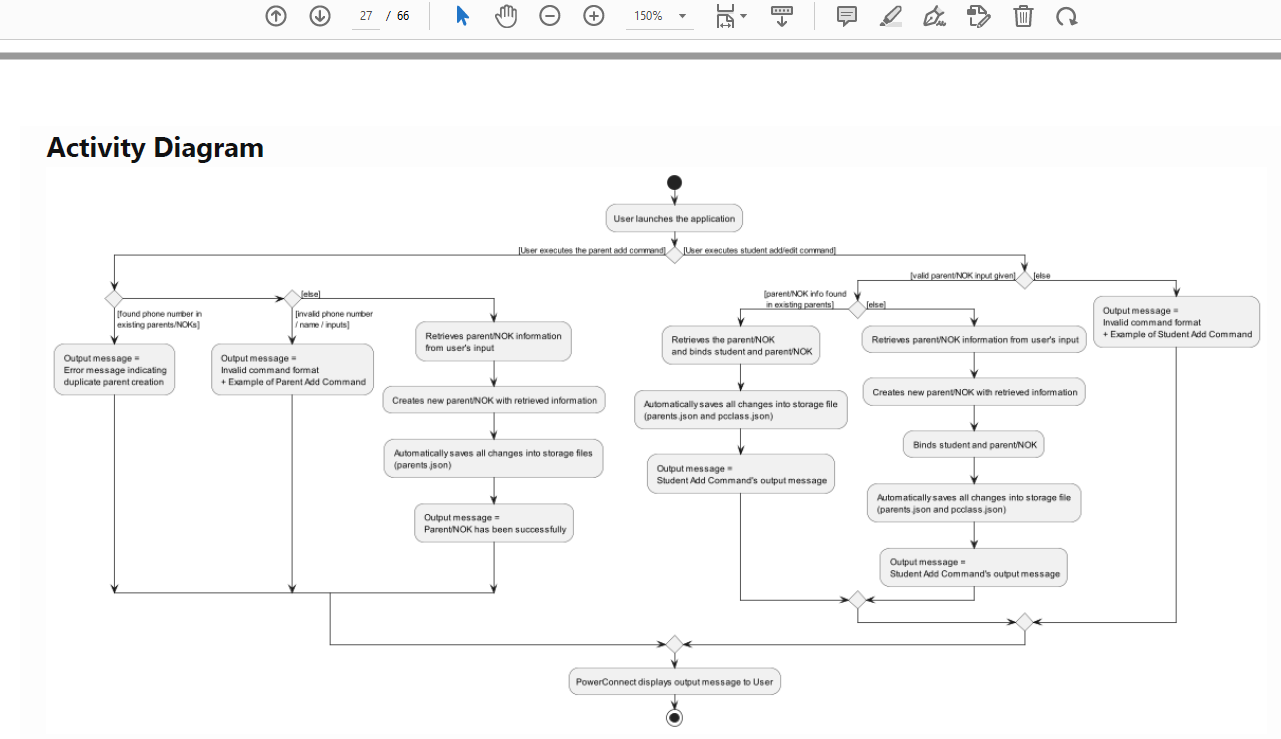 27 / 66
150%
Activity Diagram
User launches the application
[User executes the parent add command]
[User executes student add/edit command]
[found phone number in
existing parents/NOKs]
Output message =
Error message indicating
duplicate parent creation
[else]
[invalid phone number
/ name / inputs]
Output message =
Invalid command format
+ Example of Parent Add Command
Retrieves parent/NOK information
from user's input
Creates new parent/NOK with retrieved information
Automatically saves all changes into storage files
(parents.json)
Output message =
Parent/NOK has been successfully
[valid parent/NOK input given]
[else
[parent/NOK info found
in existing parents]
[else]
Retrieves the parent/NOK
and binds student and parent/NOK
Automatically saves all changes into storage file
(parents.json and pcclass.json)
Output message =
Student Add Command's output message
Retrieves parent/NOK information from user's input
Creates new parent/NOK with retrieved information
Binds student and parent/NOK
Automatically saves all changes into storage file
(parents.json and pcclass.json)
Output message =
Student Add Command's output message
Output message =
Invalid command format
+ Example of Student Add Command
PowerConnect displays output message to User